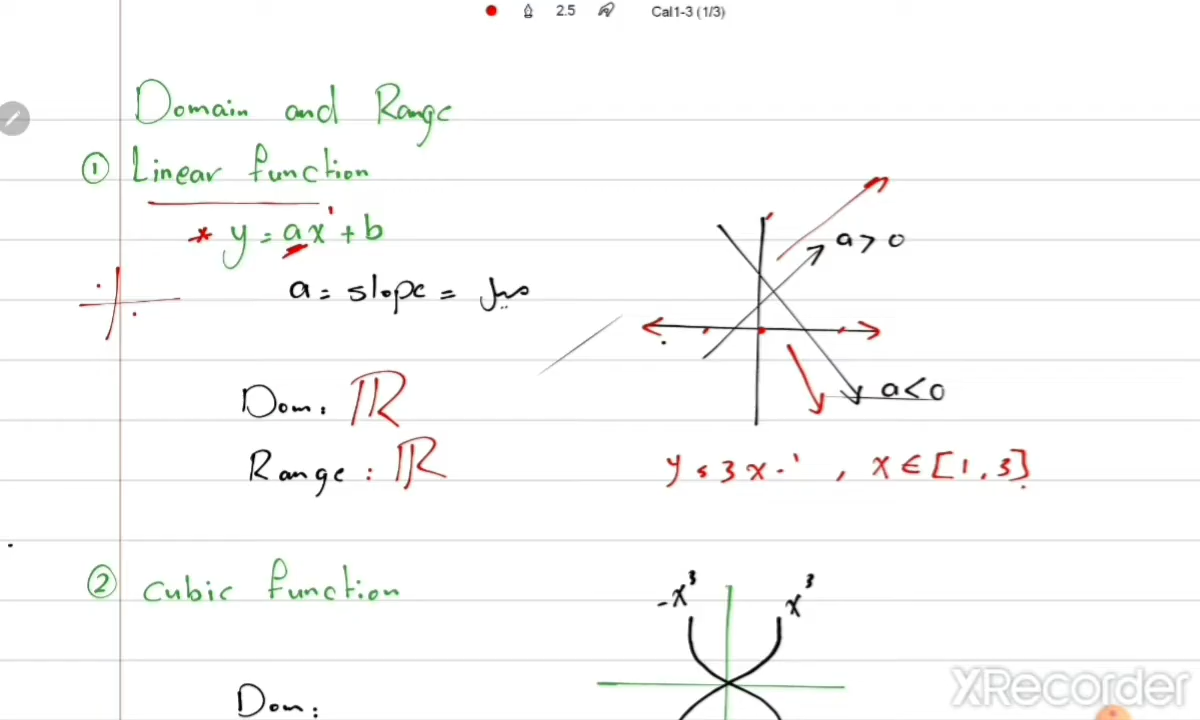 2.5 Cal1-3 (1/3)
Domain and Range
① Linear function
* y = ax¹ + b
a > 0
a = slope = ميل
Dom: ℝ
a < 0
Range: ℝ
y = 3x - 1 , x ∈ [1, 3]
② cubic function
-x³ x³
Dom:
XRecorder